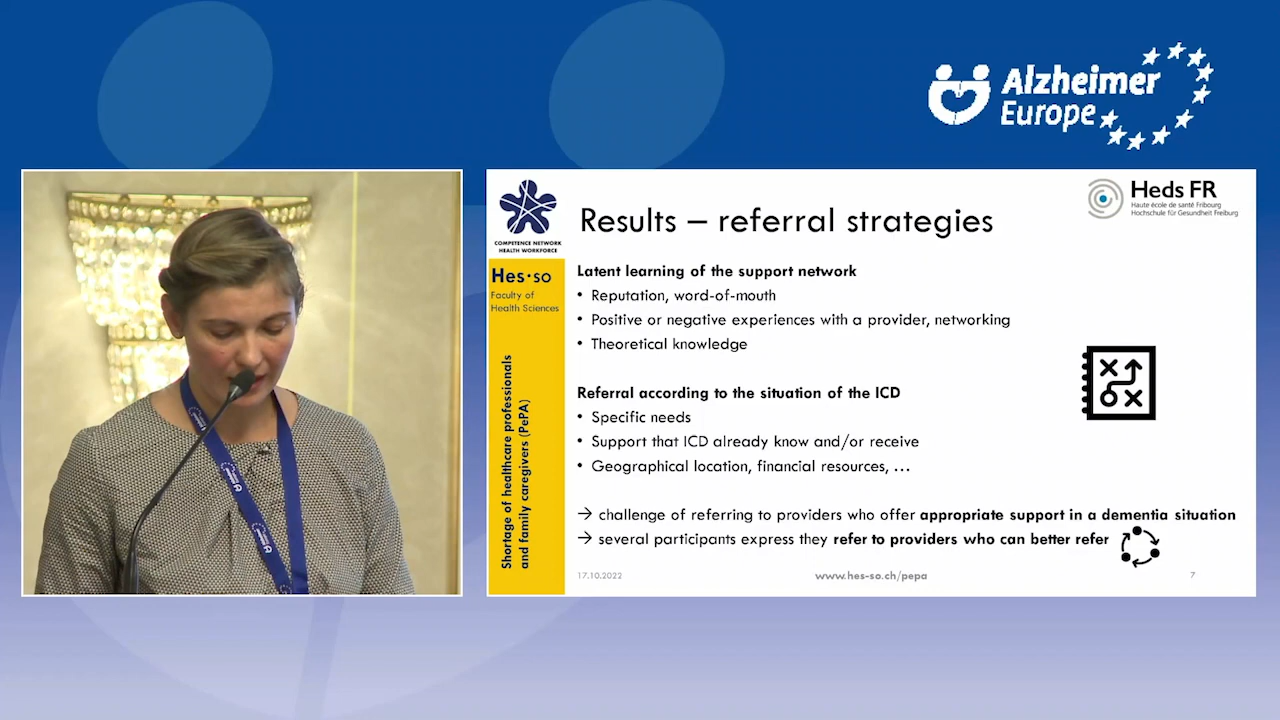 Alzheimer
Europe
COMPETENCE NETWORK
HEALTH WORKFORCE
Heds FR
Haute école de santé Fribourg
Hochschule für Gesundheit Freiburg
Results – referral strategies
Hes·so
Faculty of
Health Sciences
Shortage of healthcare professionals
and family caregivers (PePA)
Latent learning of the support network
• Reputation, word-of-mouth
• Positive or negative experiences with a provider, networking
• Theoretical knowledge
Referral according to the situation of the ICD
• Specific needs
• Support that ICD already know and/or receive
• Geographical location, financial resources, …
→ challenge of referring to providers who offer appropriate support in a dementia situation
→ several participants express they refer to providers who can better refer
17.10.2022
www.hes-so.ch/pepa
7